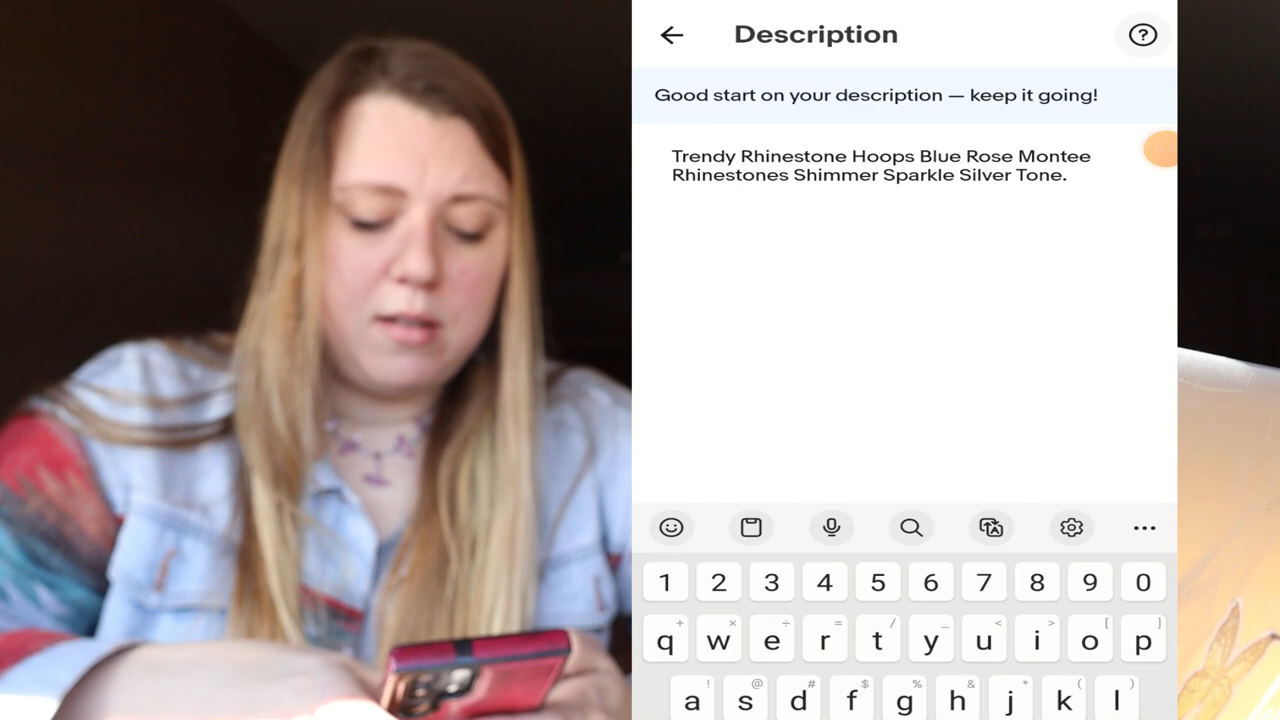 Description
Good start on your description — keep it going!
Trendy Rhinestone Hoops Blue Rose Montee
Rhinestones Shimmer Sparkle Silver Tone.
1 2 3 4 5 6 7 8 9 0
+ × ÷ = / _ < > [ ]
q w e r t y u i o p
! @ # $ % & * ( )
a s d f g h j k l